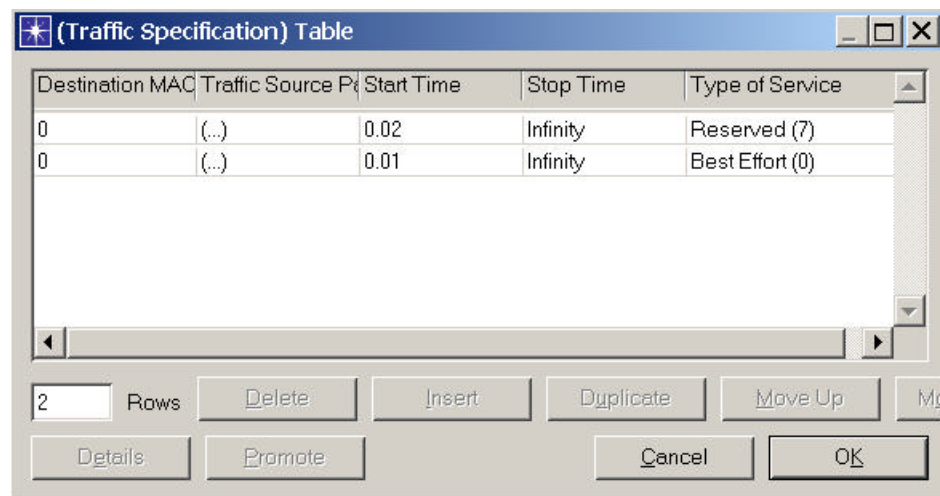 (Traffic Specification) Table
Destination MAC Traffic Source Start Time Stop Time Type of Service
0 (...) 0.02 Infinity Reserved (7)
0 (...) 0.01 Infinity Best Effort (0)
2 Rows Delete Insert Duplicate Move Up
Details Promote Cancel OK